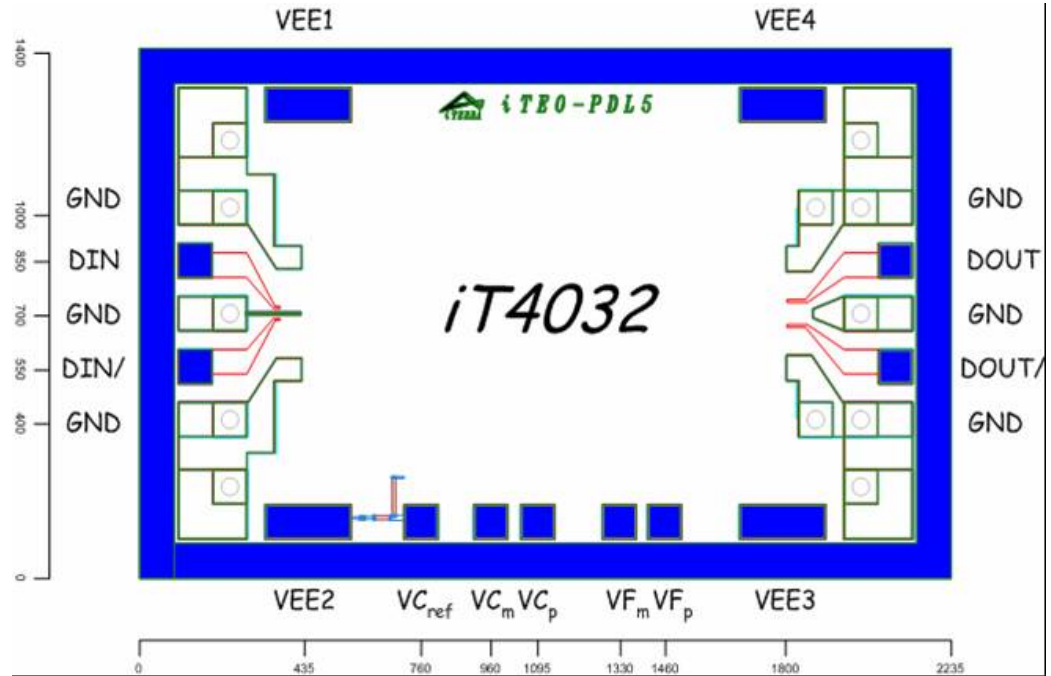 VEE1 VEE4
1400
iTERRA iTEO-PDL5
GND GND
1000
DIN DOUT
850
iT4032
GND GND
700
DIN/ DOUT/
550
GND GND
400
0
VEE2 VCref VCm VCp VFm VFp VEE3
0 435 760 960 1095 1330 1460 1800 2235